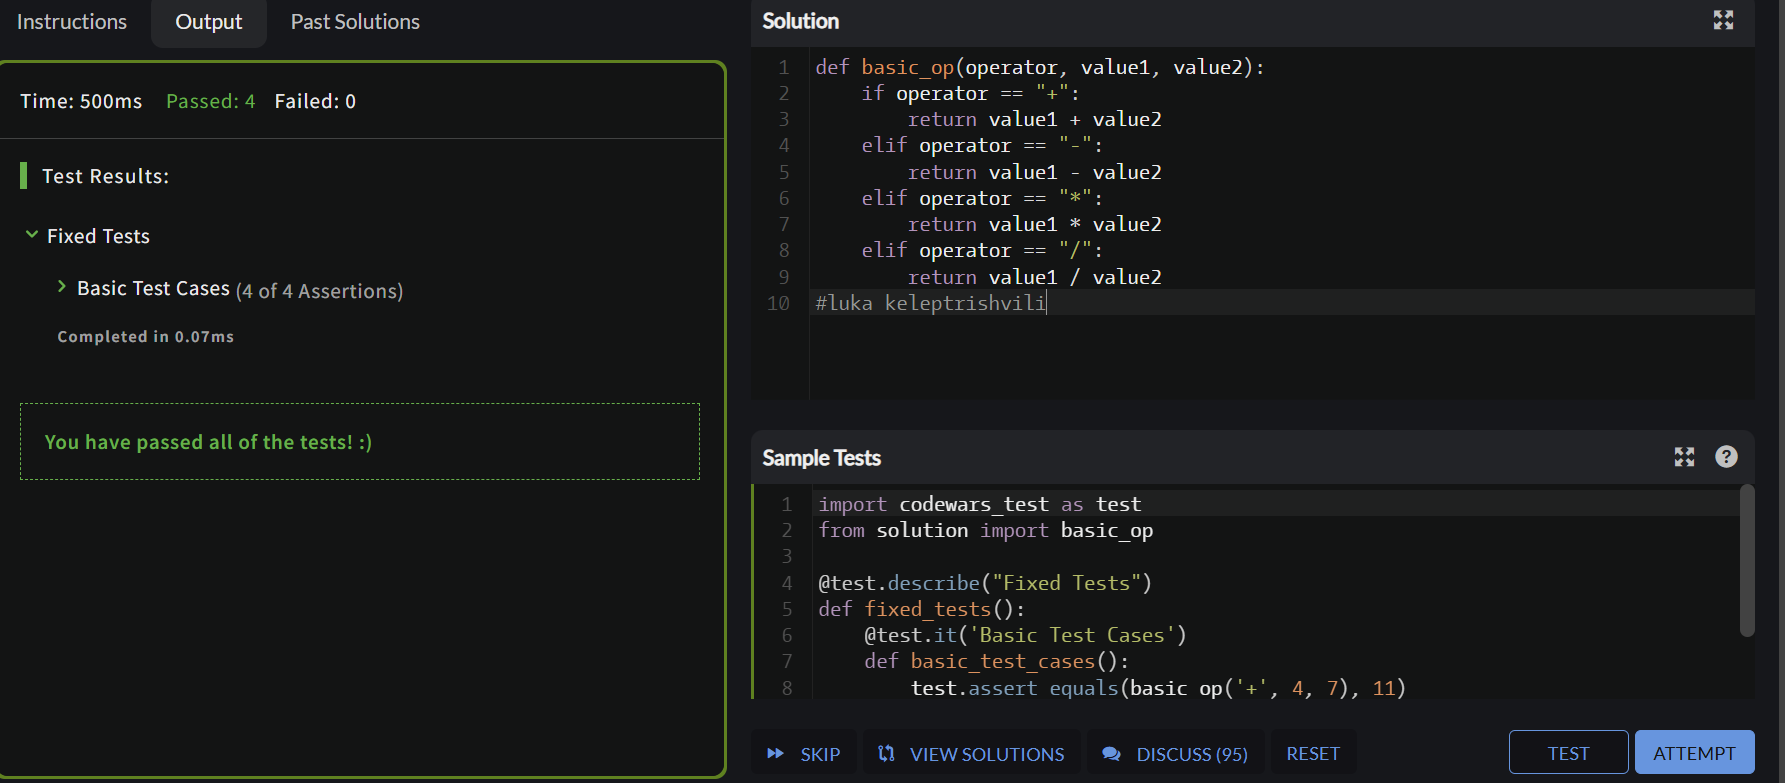 Instructions Output Past Solutions
Time: 500ms Passed: 4 Failed: 0
Test Results:
Fixed Tests
Basic Test Cases (4 of 4 Assertions)
Completed in 0.07ms
You have passed all of the tests! :)
Solution
1 def basic_op(operator, value1, value2):
2     if operator == "+":
3         return value1 + value2
4     elif operator == "-":
5         return value1 - value2
6     elif operator == "*":
7         return value1 * value2
8     elif operator == "/":
9         return value1 / value2
10 #luka keleptrishvili
Sample Tests
?
1 import codewars_test as test
2 from solution import basic_op
3
4 @test.describe("Fixed Tests")
5 def fixed_tests():
6     @test.it('Basic Test Cases')
7     def basic_test_cases():
8         test.assert_equals(basic_op('+', 4, 7), 11)
SKIP VIEW SOLUTIONS DISCUSS (95) RESET TEST ATTEMPT